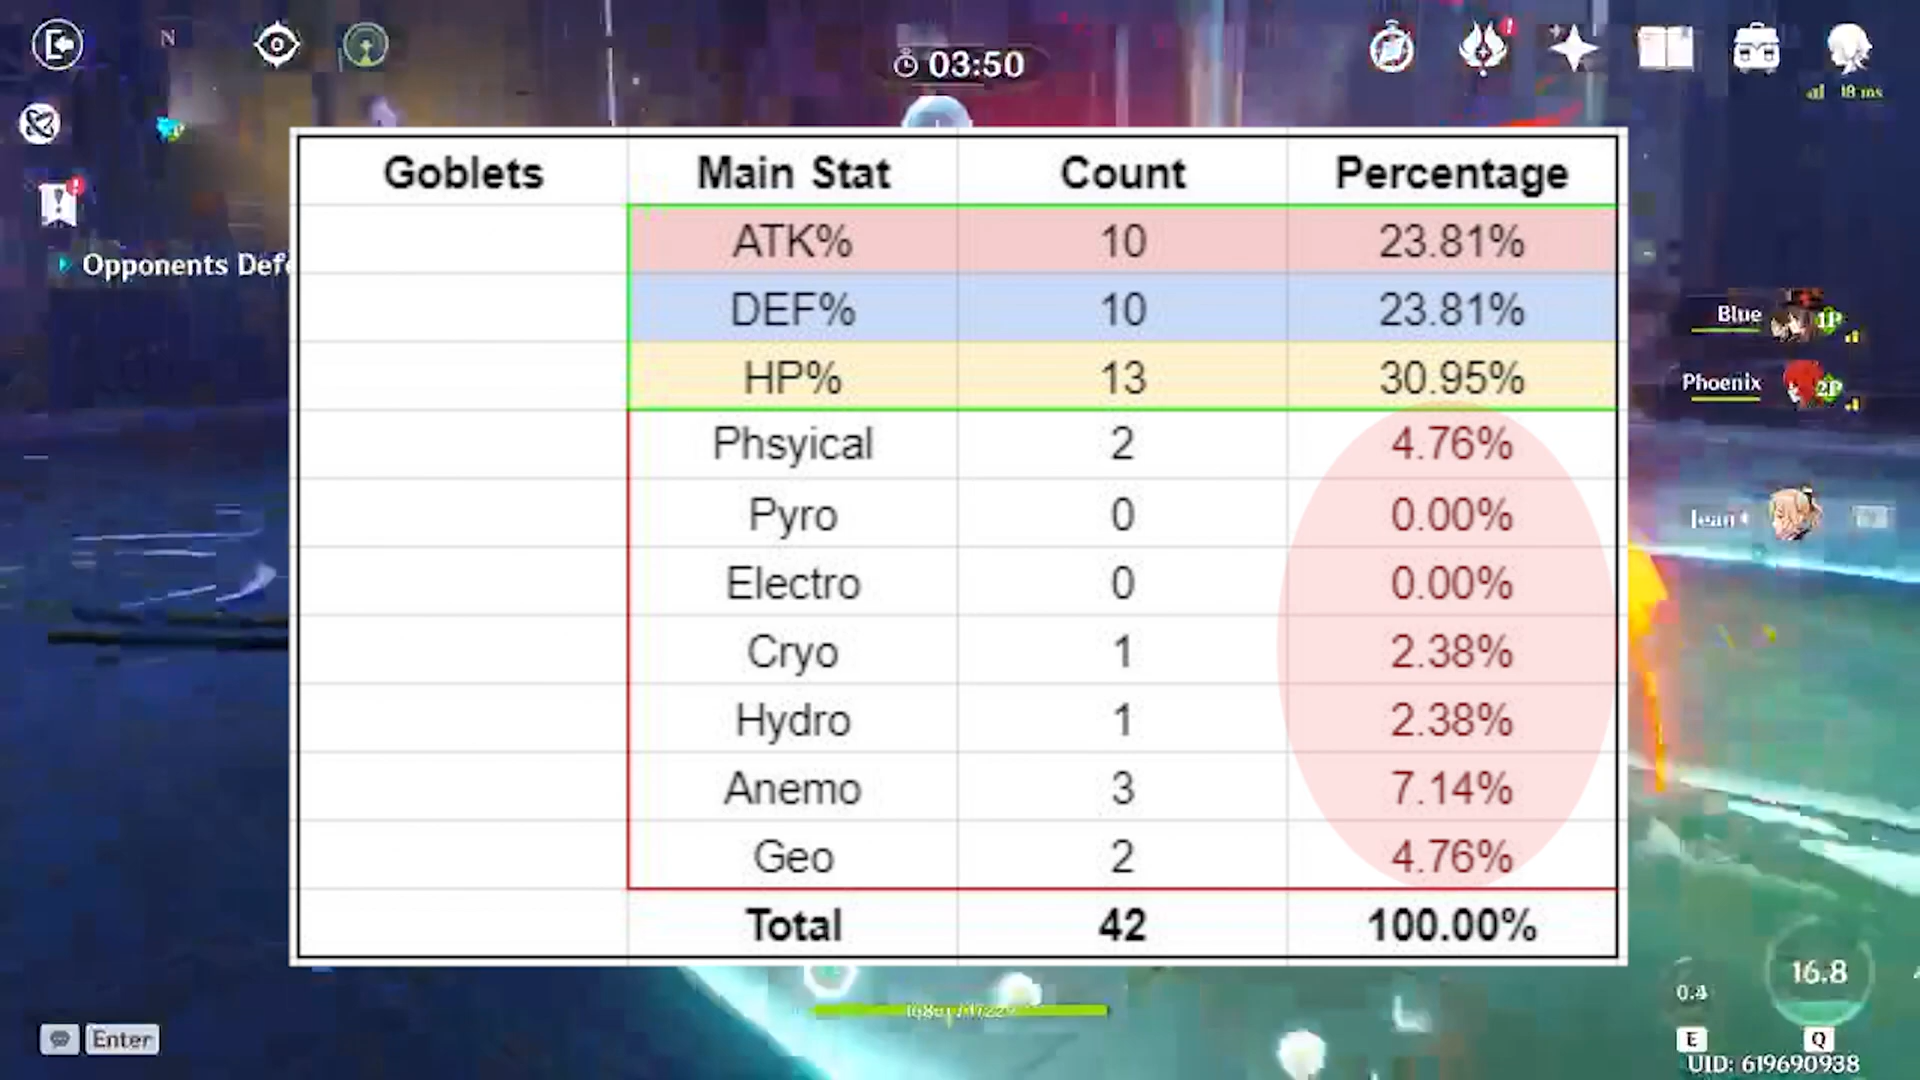 N
03:50
18 ms
Goblets Main Stat Count Percentage
ATK% 10 23.81%
DEF% 10 23.81%
HP% 13 30.95%
Phsyical 2 4.76%
Pyro 0 0.00%
Electro 0 0.00%
Cryo 1 2.38%
Hydro 1 2.38%
Anemo 3 7.14%
Geo 2 4.76%
Total 42 100.00%
Opponents Defe
Blue 1P
Phoenix 2P
Jean
16.8
0.4
E Q
Enter
UID: 619690938